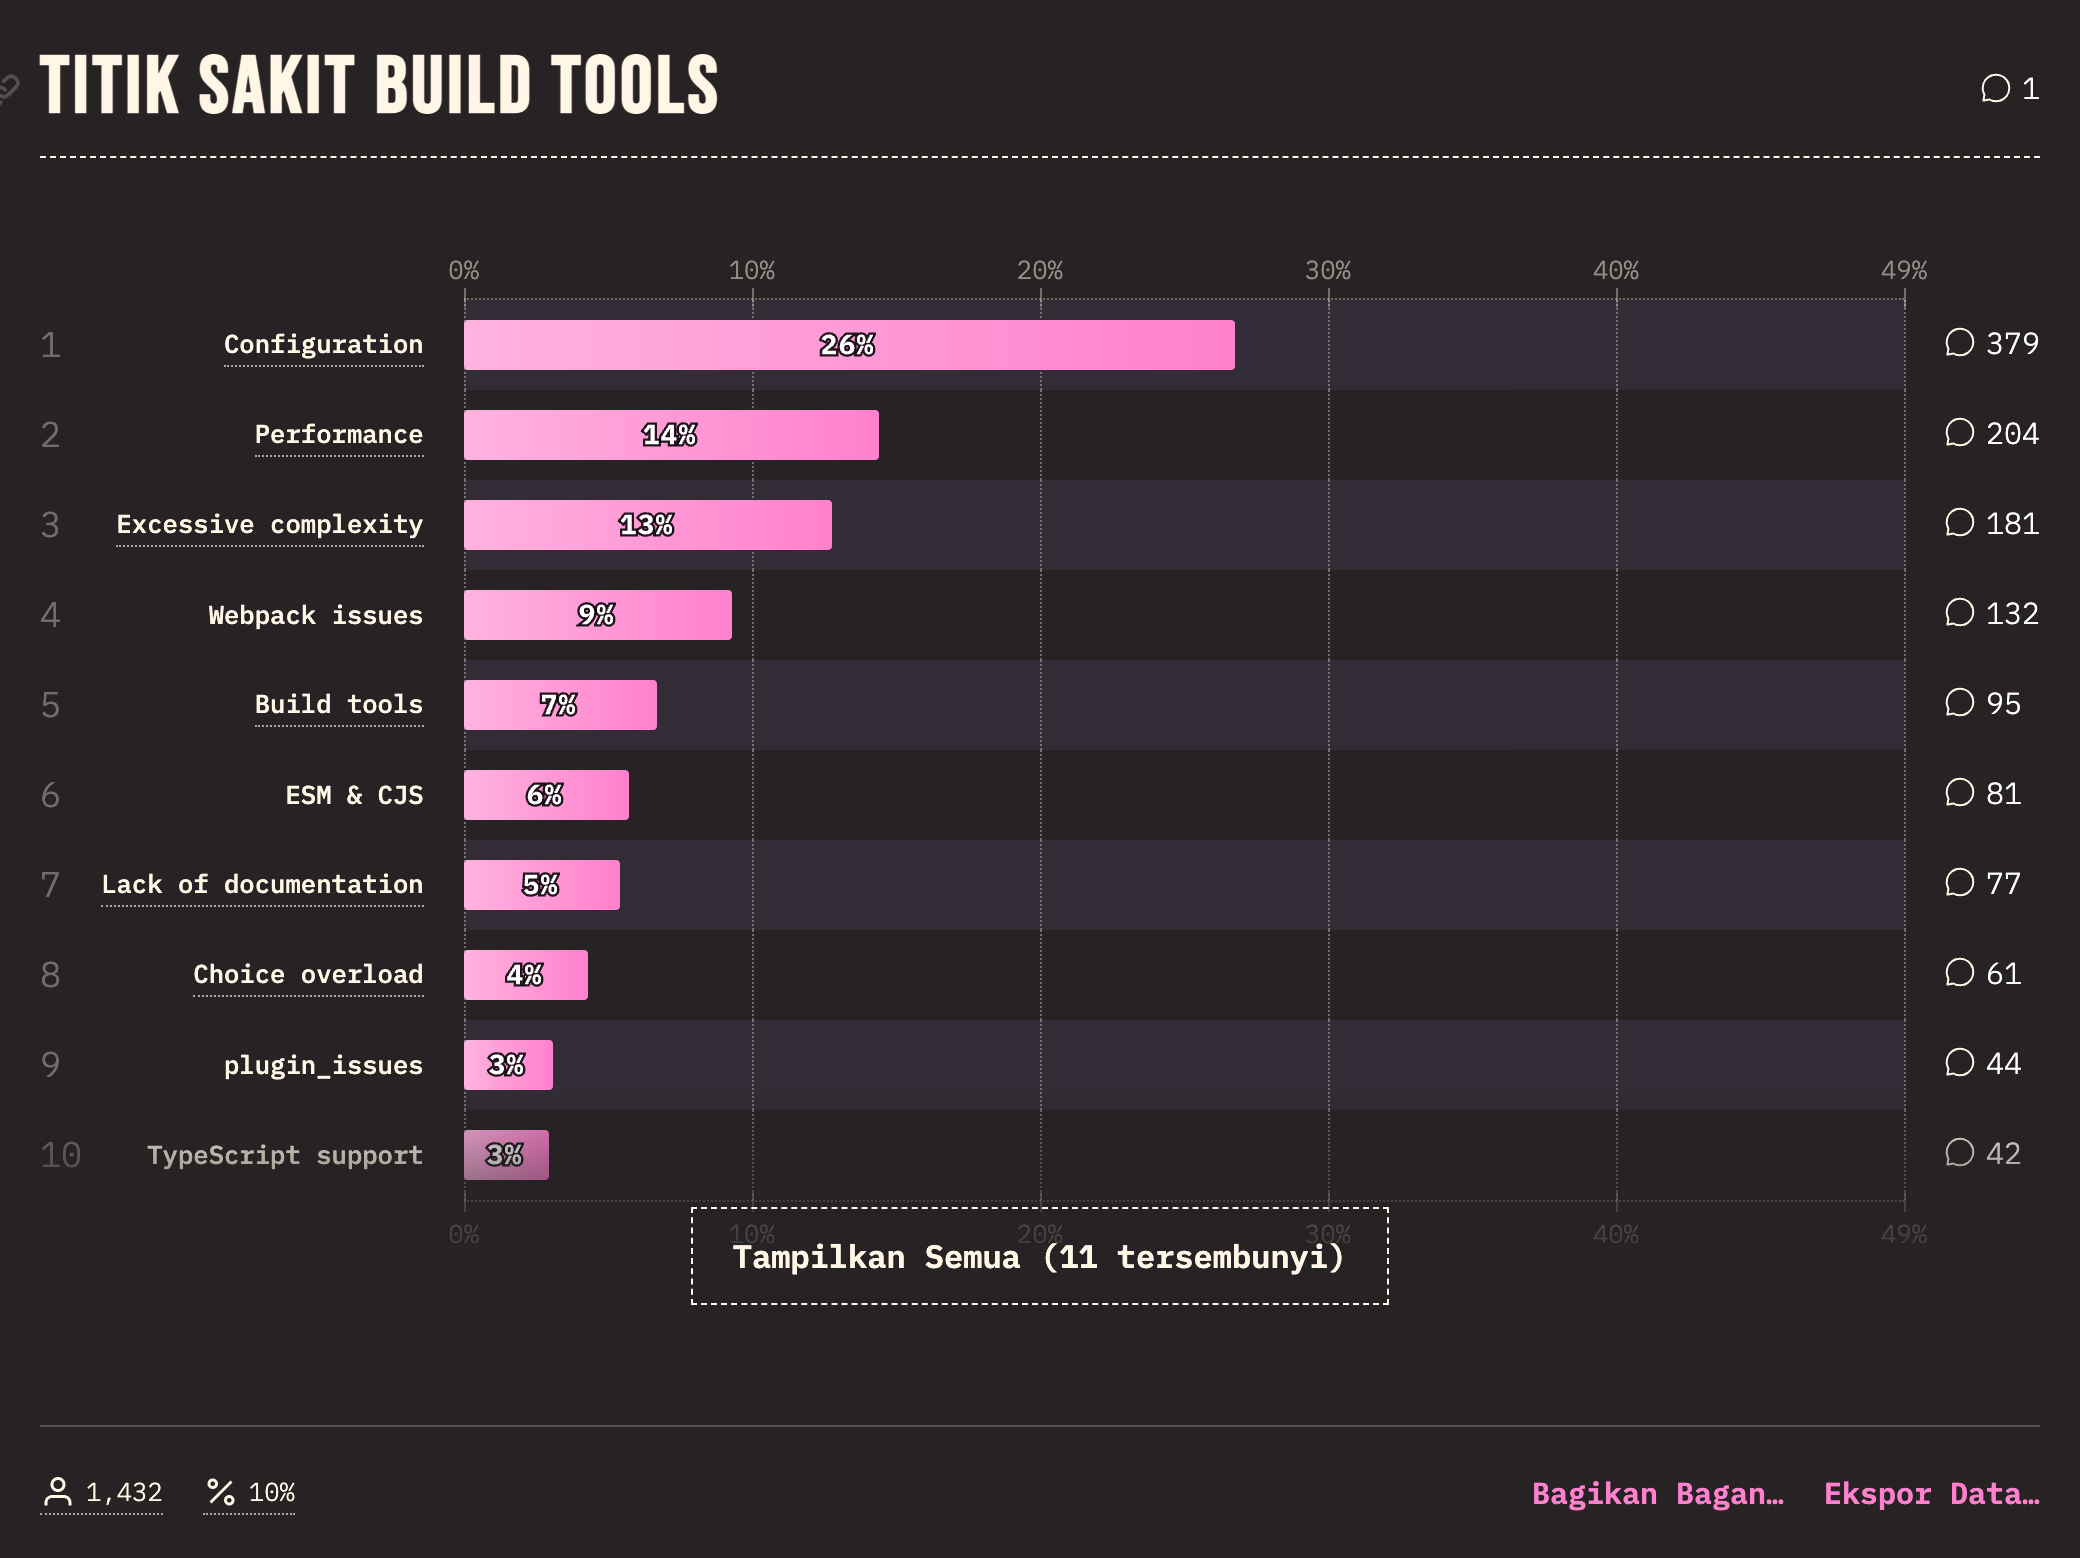 TITIK SAKIT BUILD TOOLS
1
0% 10% 20% 30% 40% 49%
1 Configuration 26% 379
2 Performance 14% 204
3 Excessive complexity 13% 181
4 Webpack issues 9% 132
5 Build tools 7% 95
6 ESM & CJS 6% 81
7 Lack of documentation 5% 77
8 Choice overload 4% 61
9 plugin_issues 3% 44
10 TypeScript support 3% 42
0% 10% 20% 30% 40% 49%
Tampilkan Semua (11 tersembunyi)
1,432 10% Bagikan Bagan… Ekspor Data…